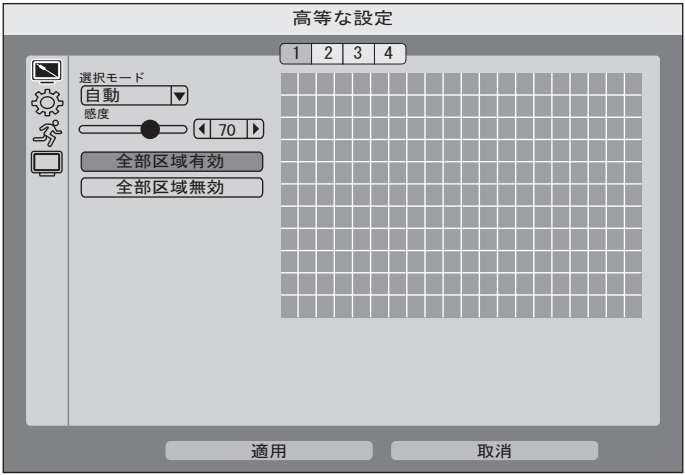 高等な設定
1 2 3 4
選択モード
自動
感度
70
全部区域有効
全部区域無効
適用 取消